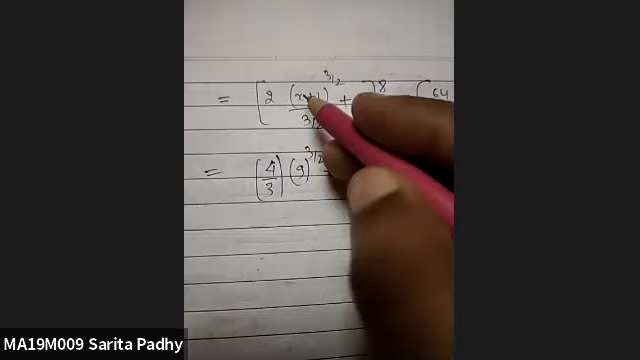 = [ 2 (x+1)^{3/2} / 3/2 + ]^8 - [ 64
= (4/3) (9)^{3/2}
MA19M009 Sarita Padhy